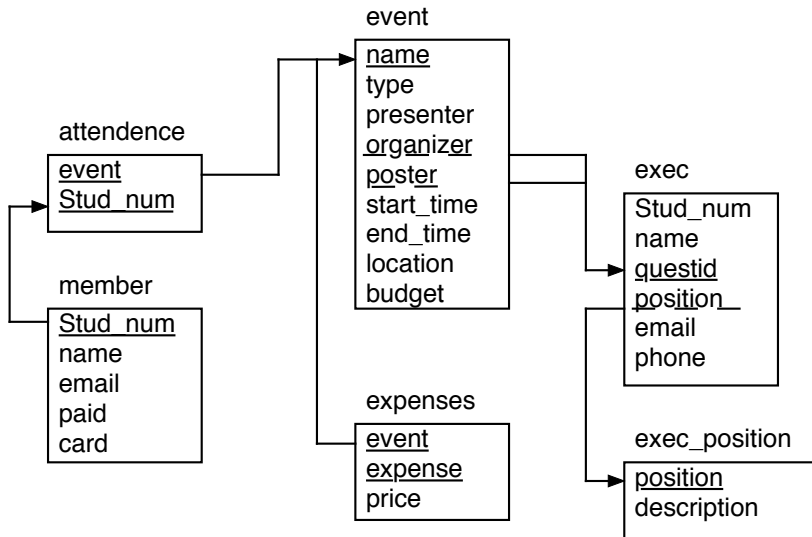 event
name
type
presenter
organizer
poster
start_time
end_time
location
budget
attendence
event
Stud_num
member
Stud_num
name
email
paid
card
expenses
event
expense
price
exec
Stud_num
name
questid
position
email
phone
exec_position
position
description